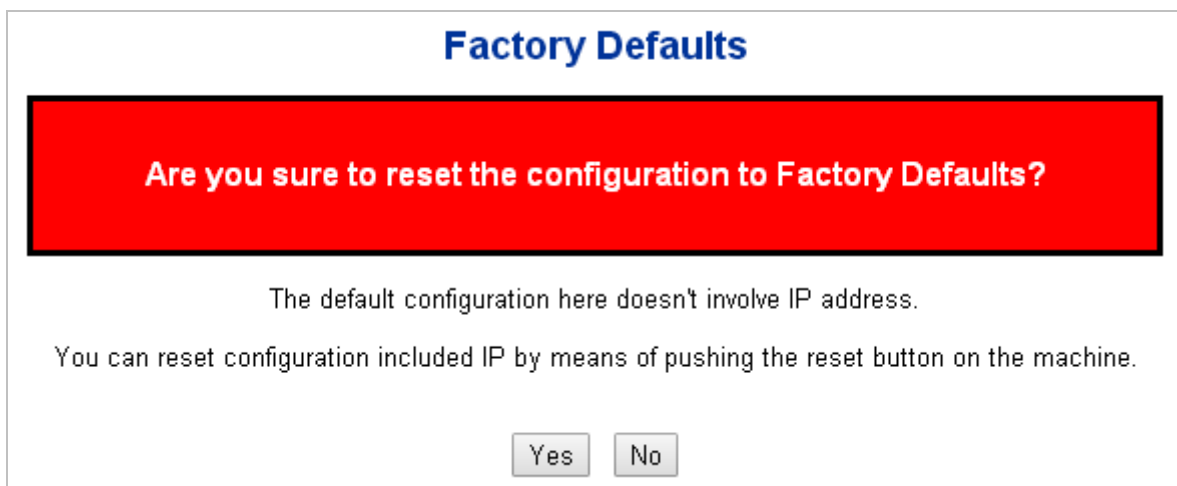 Factory Defaults
Are you sure to reset the configuration to Factory Defaults?
The default configuration here doesn't involve IP address.
You can reset configuration included IP by means of pushing the reset button on the machine.
Yes No